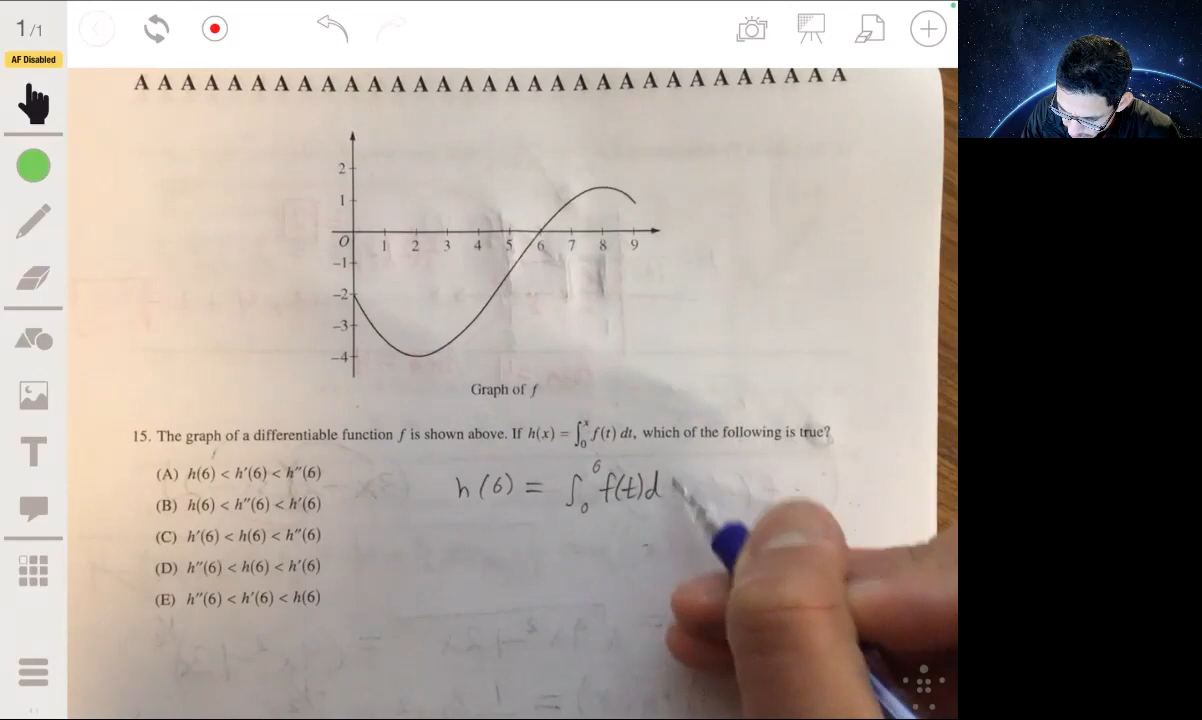 1/1
AF Disabled
A A A A A A A A A A A A A A A A A A A A A A A A A A A A A A A
2
1
O 1 2 3 4 5 6 7 8 9
-1
-2
-3
-4
Graph of f
15. The graph of a differentiable function f is shown above. If h(x) = ∫₀ˣ f(t) dt, which of the following is true?
(A) h(6) < h′(6) < h″(6)
(B) h(6) < h″(6) < h′(6)
(C) h′(6) < h(6) < h″(6)
(D) h″(6) < h(6) < h′(6)
(E) h″(6) < h′(6) < h(6)
h(6) = ∫₀⁶ f(t)d
T